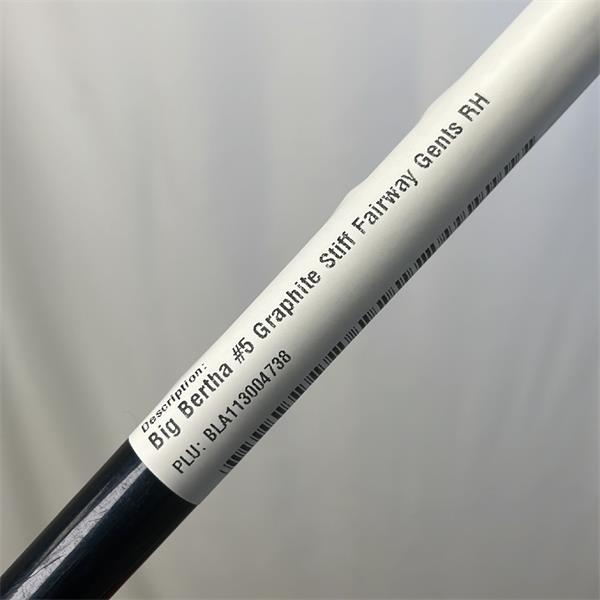 Description:
Big Bertha #5 Graphite Stiff Fairway Gents RH
PLU: BLA113004738